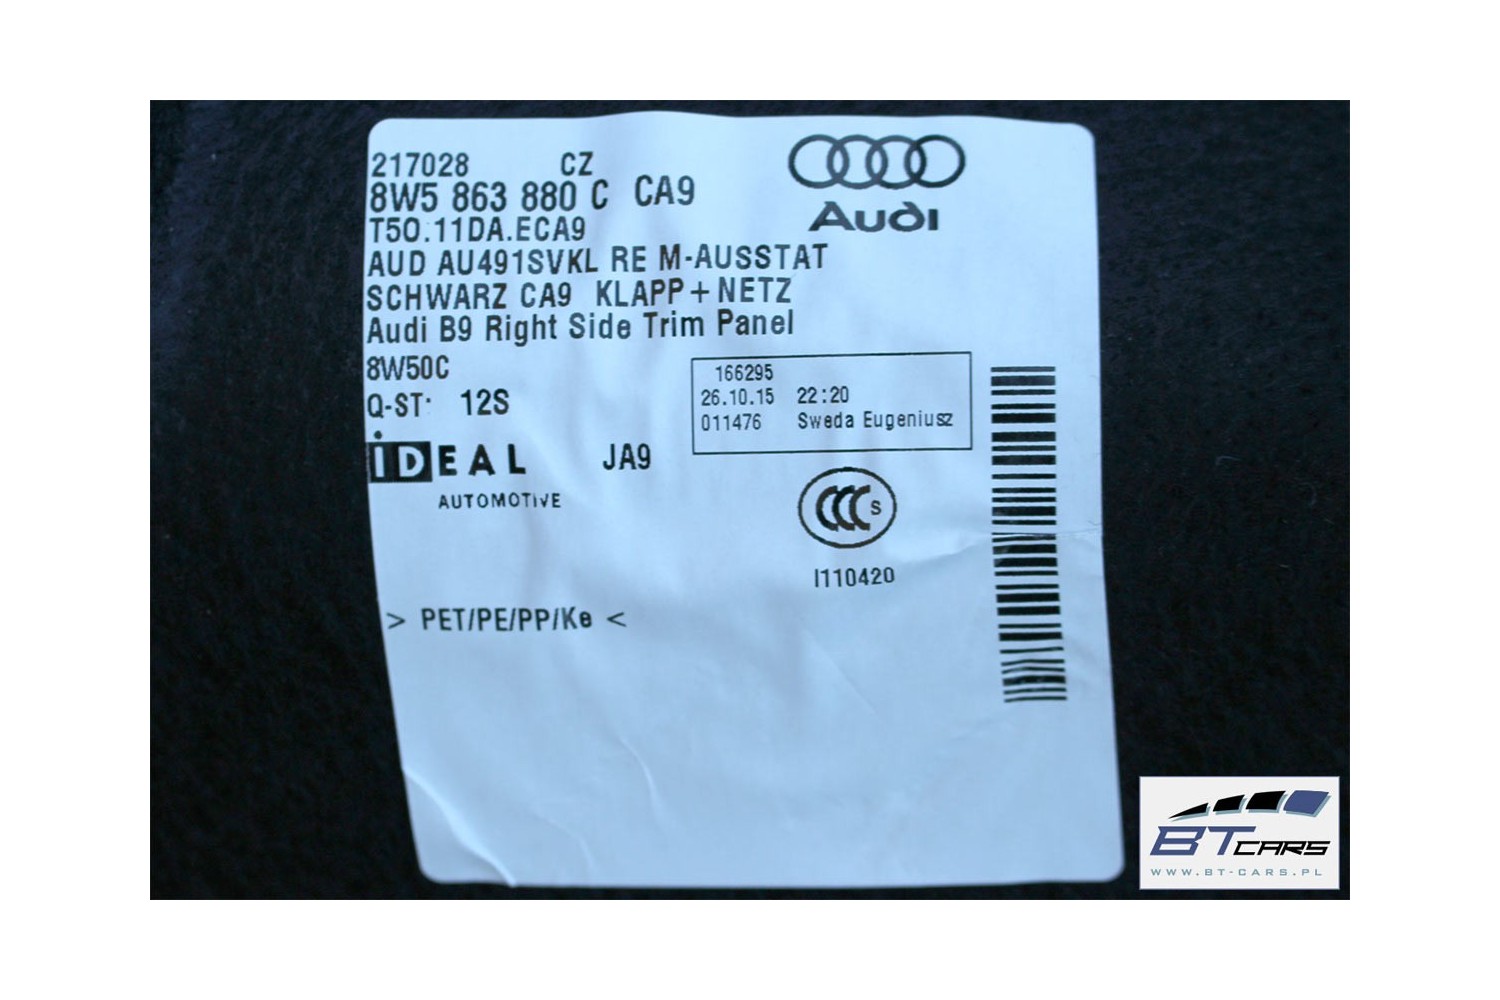 217028 CZ
8W5 863 880 C CA9
T50.11DA.ECA9
AUD AU491SVKL RE M-AUSSTAT
SCHWARZ CA9 KLAPP+NETZ
Audi B9 Right Side Trim Panel
8W50C
Q-ST: 12S
iDEAL JA9
AUTOMOTiVE
> PET/PE/PP/Ke <
Audi
166295
26.10.15 22:20
011476 Sweda Eugeniusz
CCC S
I110420
BT CARS
WWW.BT-CARS.PL